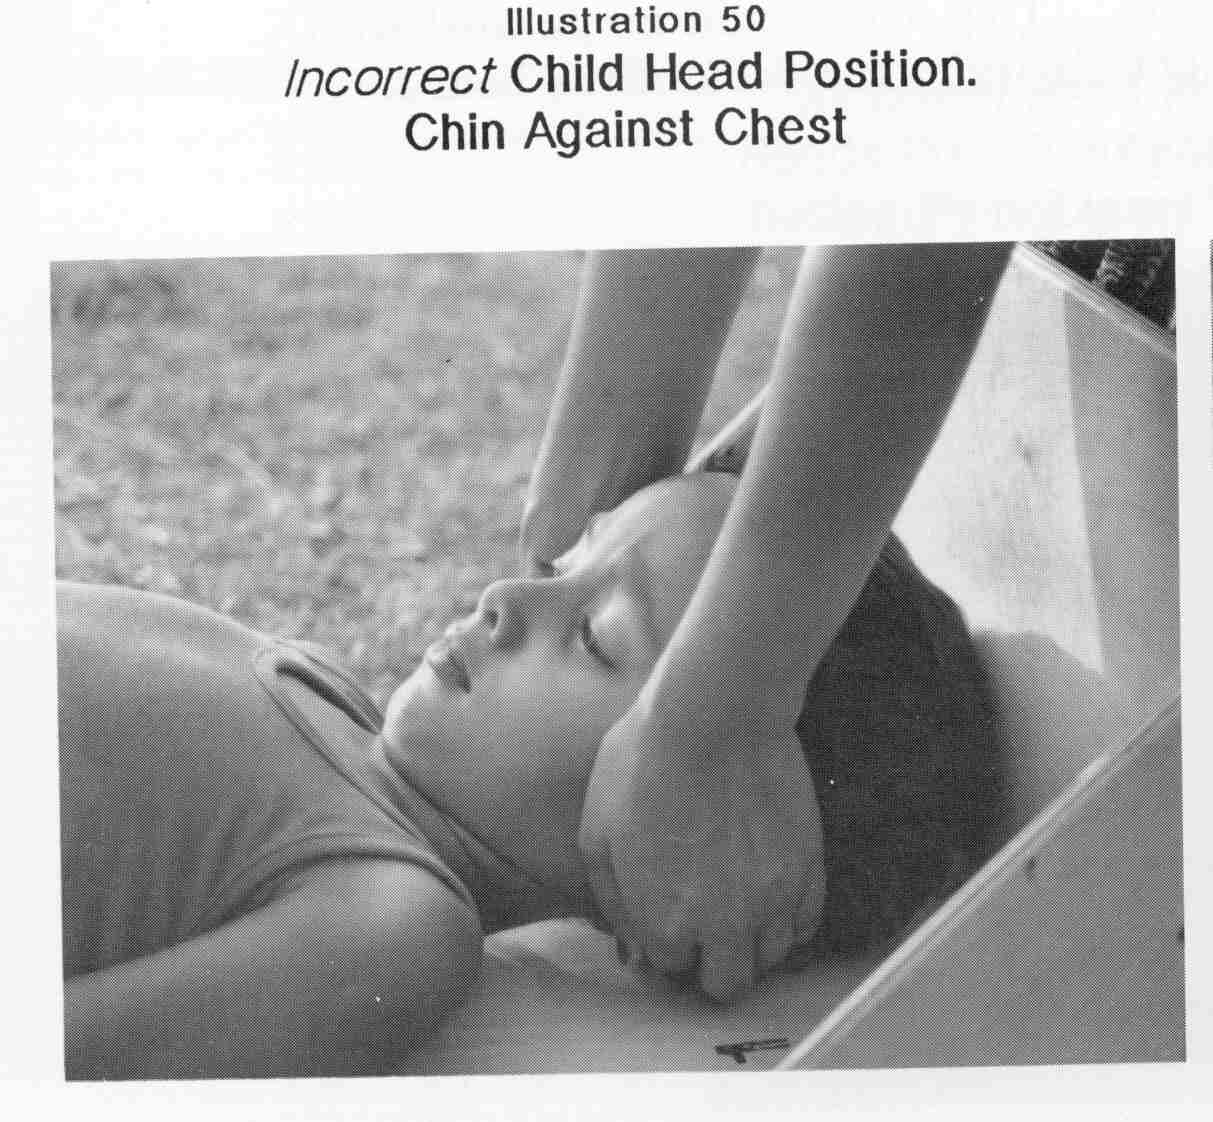 Illustration 50
Incorrect Child Head Position.
Chin Against Chest